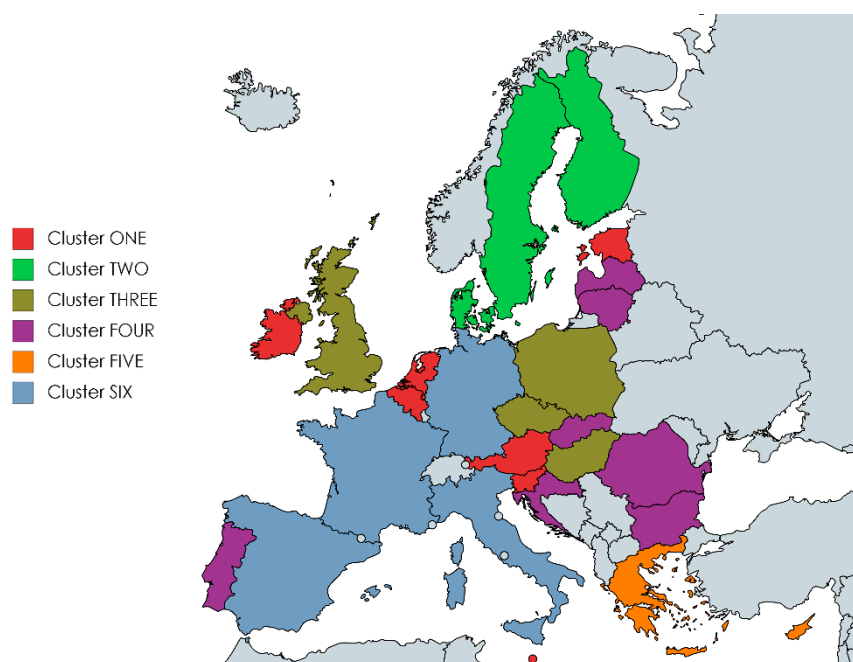 Cluster ONE
Cluster TWO
Cluster THREE
Cluster FOUR
Cluster FIVE
Cluster SIX